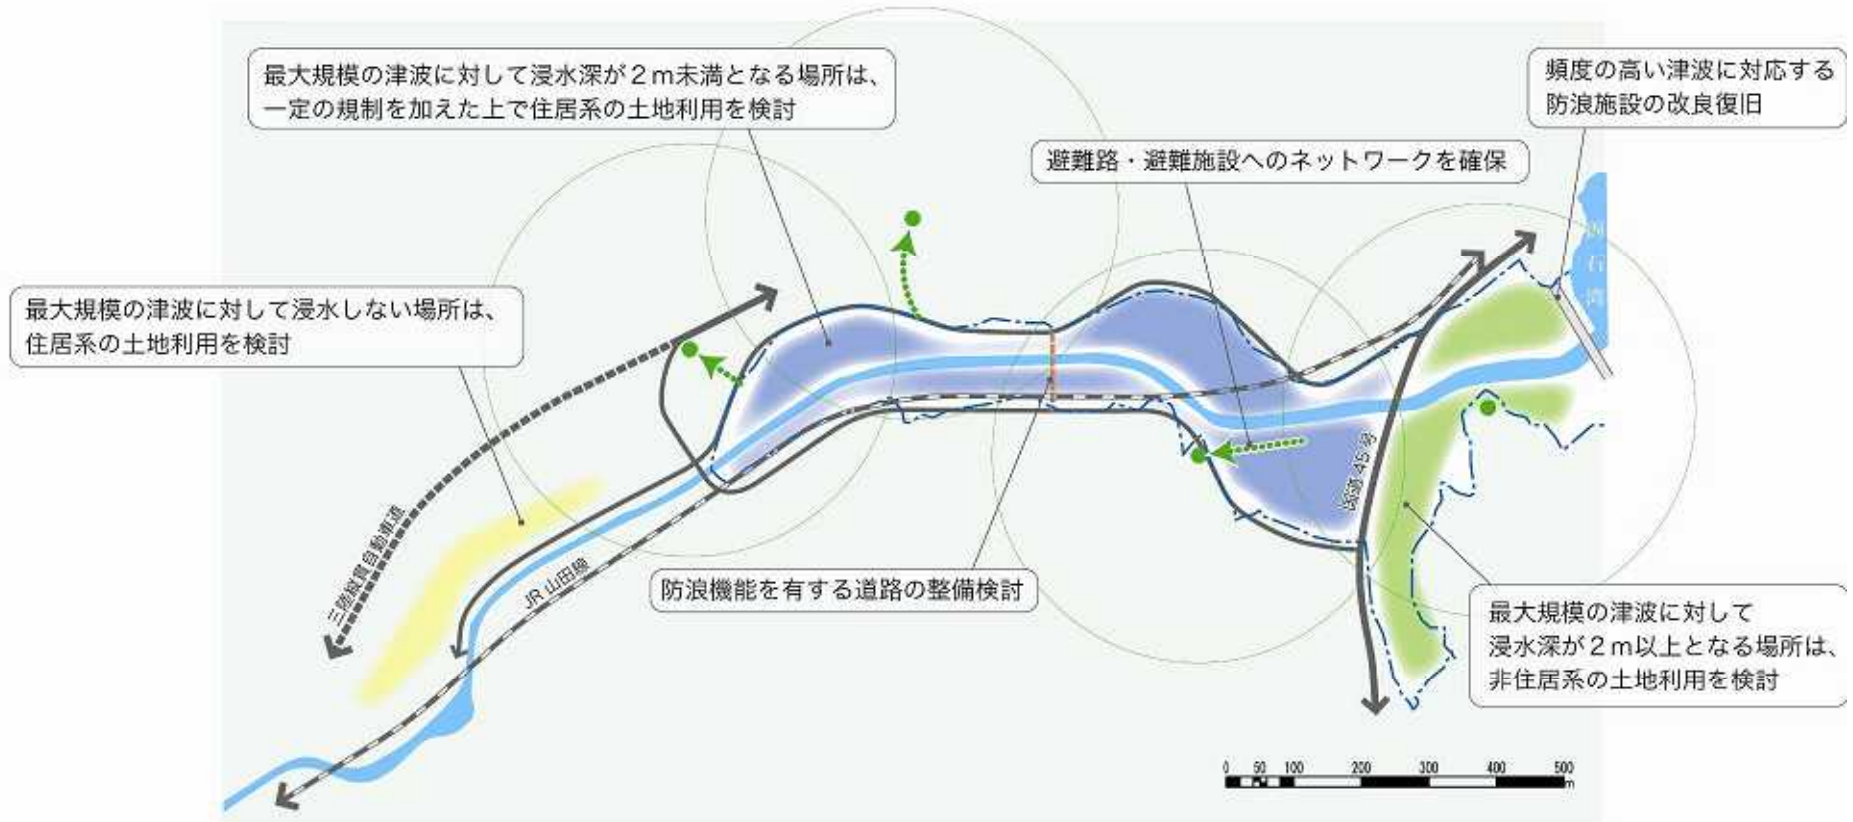 最大規模の津波に対して浸水深が２ｍ未満となる場所は、
一定の規制を加えた上で住居系の土地利用を検討
頻度の高い津波に対応する
防浪施設の改良復旧
避難路・避難施設へのネットワークを確保
最大規模の津波に対して浸水しない場所は、
住居系の土地利用を検討
三陸縦貫自動車道
JR 山田線
国道 45 号
防浪機能を有する道路の整備検討
最大規模の津波に対して
浸水深が２ｍ以上となる場所は、
非住居系の土地利用を検討
0 50 100 200 300 400 500
m